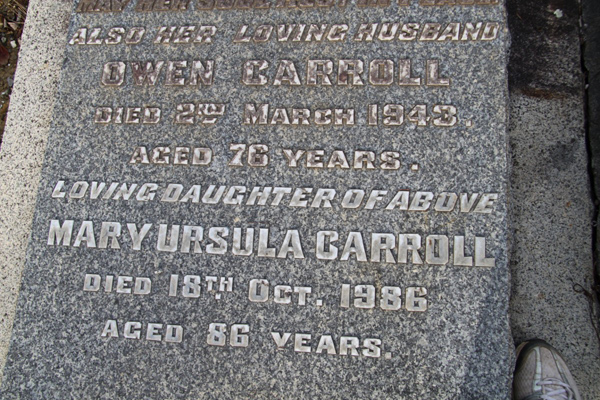 ALSO HER LOVING HUSBAND
OWEN CARROLL
DIED 2ND MARCH 1943.
AGED 76 YEARS.
LOVING DAUGHTER OF ABOVE
MARY URSULA CARROLL
DIED 18TH OCT. 1986
AGED 86 YEARS.